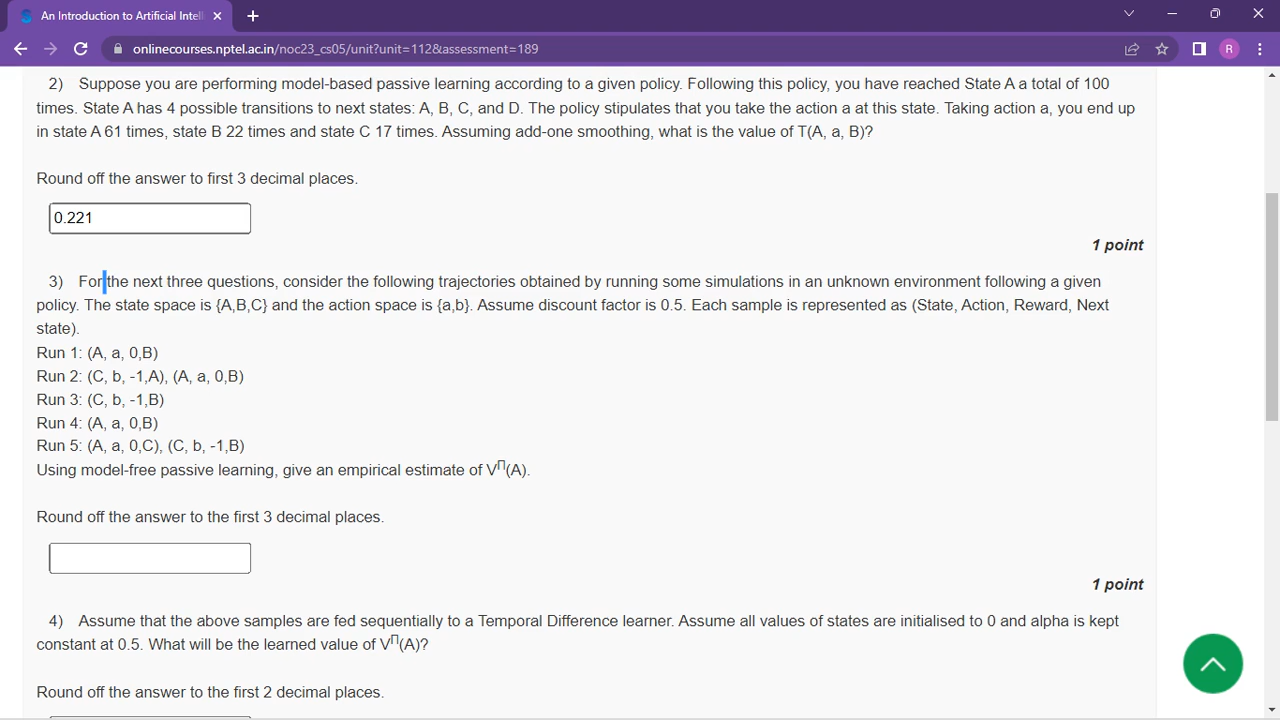 An Introduction to Artificial Intell
onlinecourses.nptel.ac.in/noc23_cs05/unit?unit=112&assessment=189
R
2) Suppose you are performing model-based passive learning according to a given policy. Following this policy, you have reached State A a total of 100
times. State A has 4 possible transitions to next states: A, B, C, and D. The policy stipulates that you take the action a at this state. Taking action a, you end up
in state A 61 times, state B 22 times and state C 17 times. Assuming add-one smoothing, what is the value of T(A, a, B)?
Round off the answer to first 3 decimal places.
0.221
1 point
3) For the next three questions, consider the following trajectories obtained by running some simulations in an unknown environment following a given
policy. The state space is {A,B,C} and the action space is {a,b}. Assume discount factor is 0.5. Each sample is represented as (State, Action, Reward, Next
state).
Run 1: (A, a, 0,B)
Run 2: (C, b, -1,A), (A, a, 0,B)
Run 3: (C, b, -1,B)
Run 4: (A, a, 0,B)
Run 5: (A, a, 0,C), (C, b, -1,B)
Using model-free passive learning, give an empirical estimate of V^Π(A).
Round off the answer to the first 3 decimal places.
1 point
4) Assume that the above samples are fed sequentially to a Temporal Difference learner. Assume all values of states are initialised to 0 and alpha is kept
constant at 0.5. What will be the learned value of V^Π(A)?
Round off the answer to the first 2 decimal places.